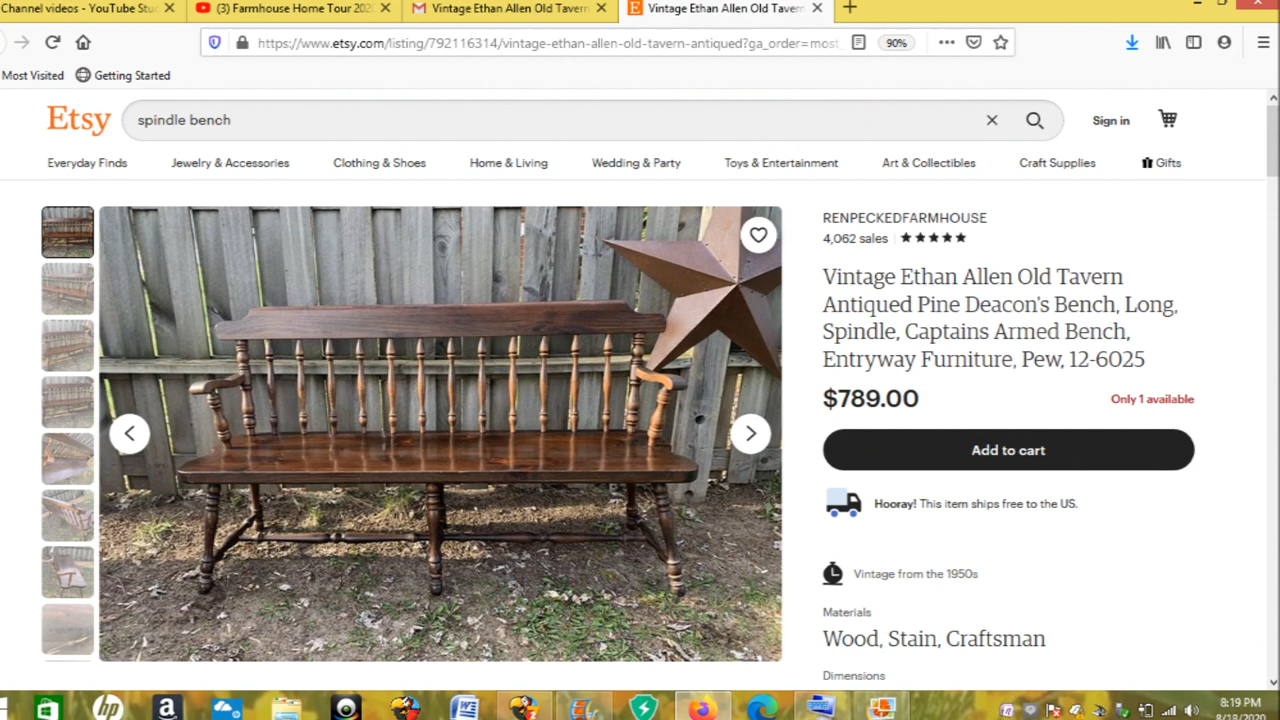 Channel videos - YouTube Stu
(3) Farmhouse Home Tour 202
Vintage Ethan Allen Old Tavern
Vintage Ethan Allen Old Tavern
https://www.etsy.com/listing/792116314/vintage-ethan-allen-old-tavern-antiqued?ga_order=most_
90%
Most Visited
Getting Started
Etsy
spindle bench
Sign in
Everyday Finds
Jewelry & Accessories
Clothing & Shoes
Home & Living
Wedding & Party
Toys & Entertainment
Art & Collectibles
Craft Supplies
Gifts
RENPECKEDFARMHOUSE
4,062 sales
Vintage Ethan Allen Old Tavern
Antiqued Pine Deacon's Bench, Long,
Spindle, Captains Armed Bench,
Entryway Furniture, Pew, 12-6025
$789.00
Only 1 available
Add to cart
Hooray! This item ships free to the US.
Vintage from the 1950s
Materials
Wood, Stain, Craftsman
Dimensions
hp
a
W
8:19 PM
8/18/2020